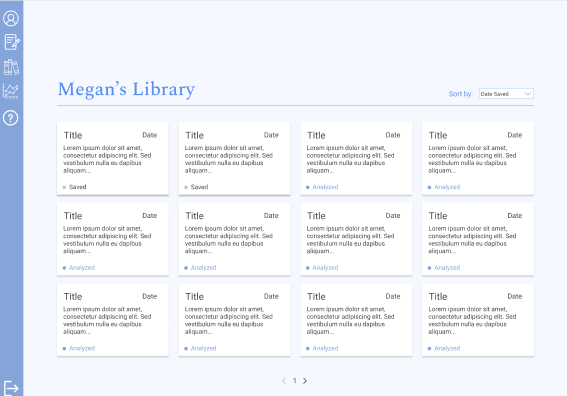 Megan's Library
Sort by: Date Saved
Title Date Title Date Title Date Title Date
Lorem ipsum dolor sit amet, Lorem ipsum dolor sit amet, Lorem ipsum dolor sit amet, Lorem ipsum dolor sit amet,
consectetur adipiscing elit. Sed consectetur adipiscing elit. Sed consectetur adipiscing elit. Sed consectetur adipiscing elit. Sed
vestibulum nulla eu dapibus vestibulum nulla eu dapibus vestibulum nulla eu dapibus vestibulum nulla eu dapibus
aliquam... aliquam... aliquam... aliquam...
Saved Saved Analyzed Analyzed
Title Date Title Date Title Date Title Date
Lorem ipsum dolor sit amet, Lorem ipsum dolor sit amet, Lorem ipsum dolor sit amet, Lorem ipsum dolor sit amet,
consectetur adipiscing elit. Sed consectetur adipiscing elit. Sed consectetur adipiscing elit. Sed consectetur adipiscing elit. Sed
vestibulum nulla eu dapibus vestibulum nulla eu dapibus vestibulum nulla eu dapibus vestibulum nulla eu dapibus
aliquam... aliquam... aliquam... aliquam...
Analyzed Analyzed Analyzed Analyzed
Title Date Title Date Title Date Title Date
Lorem ipsum dolor sit amet, Lorem ipsum dolor sit amet, Lorem ipsum dolor sit amet, Lorem ipsum dolor sit amet,
consectetur adipiscing elit. Sed consectetur adipiscing elit. Sed consectetur adipiscing elit. Sed consectetur adipiscing elit. Sed
vestibulum nulla eu dapibus vestibulum nulla eu dapibus vestibulum nulla eu dapibus vestibulum nulla eu dapibus
aliquam... aliquam... aliquam... aliquam...
Analyzed Analyzed Analyzed Analyzed
1